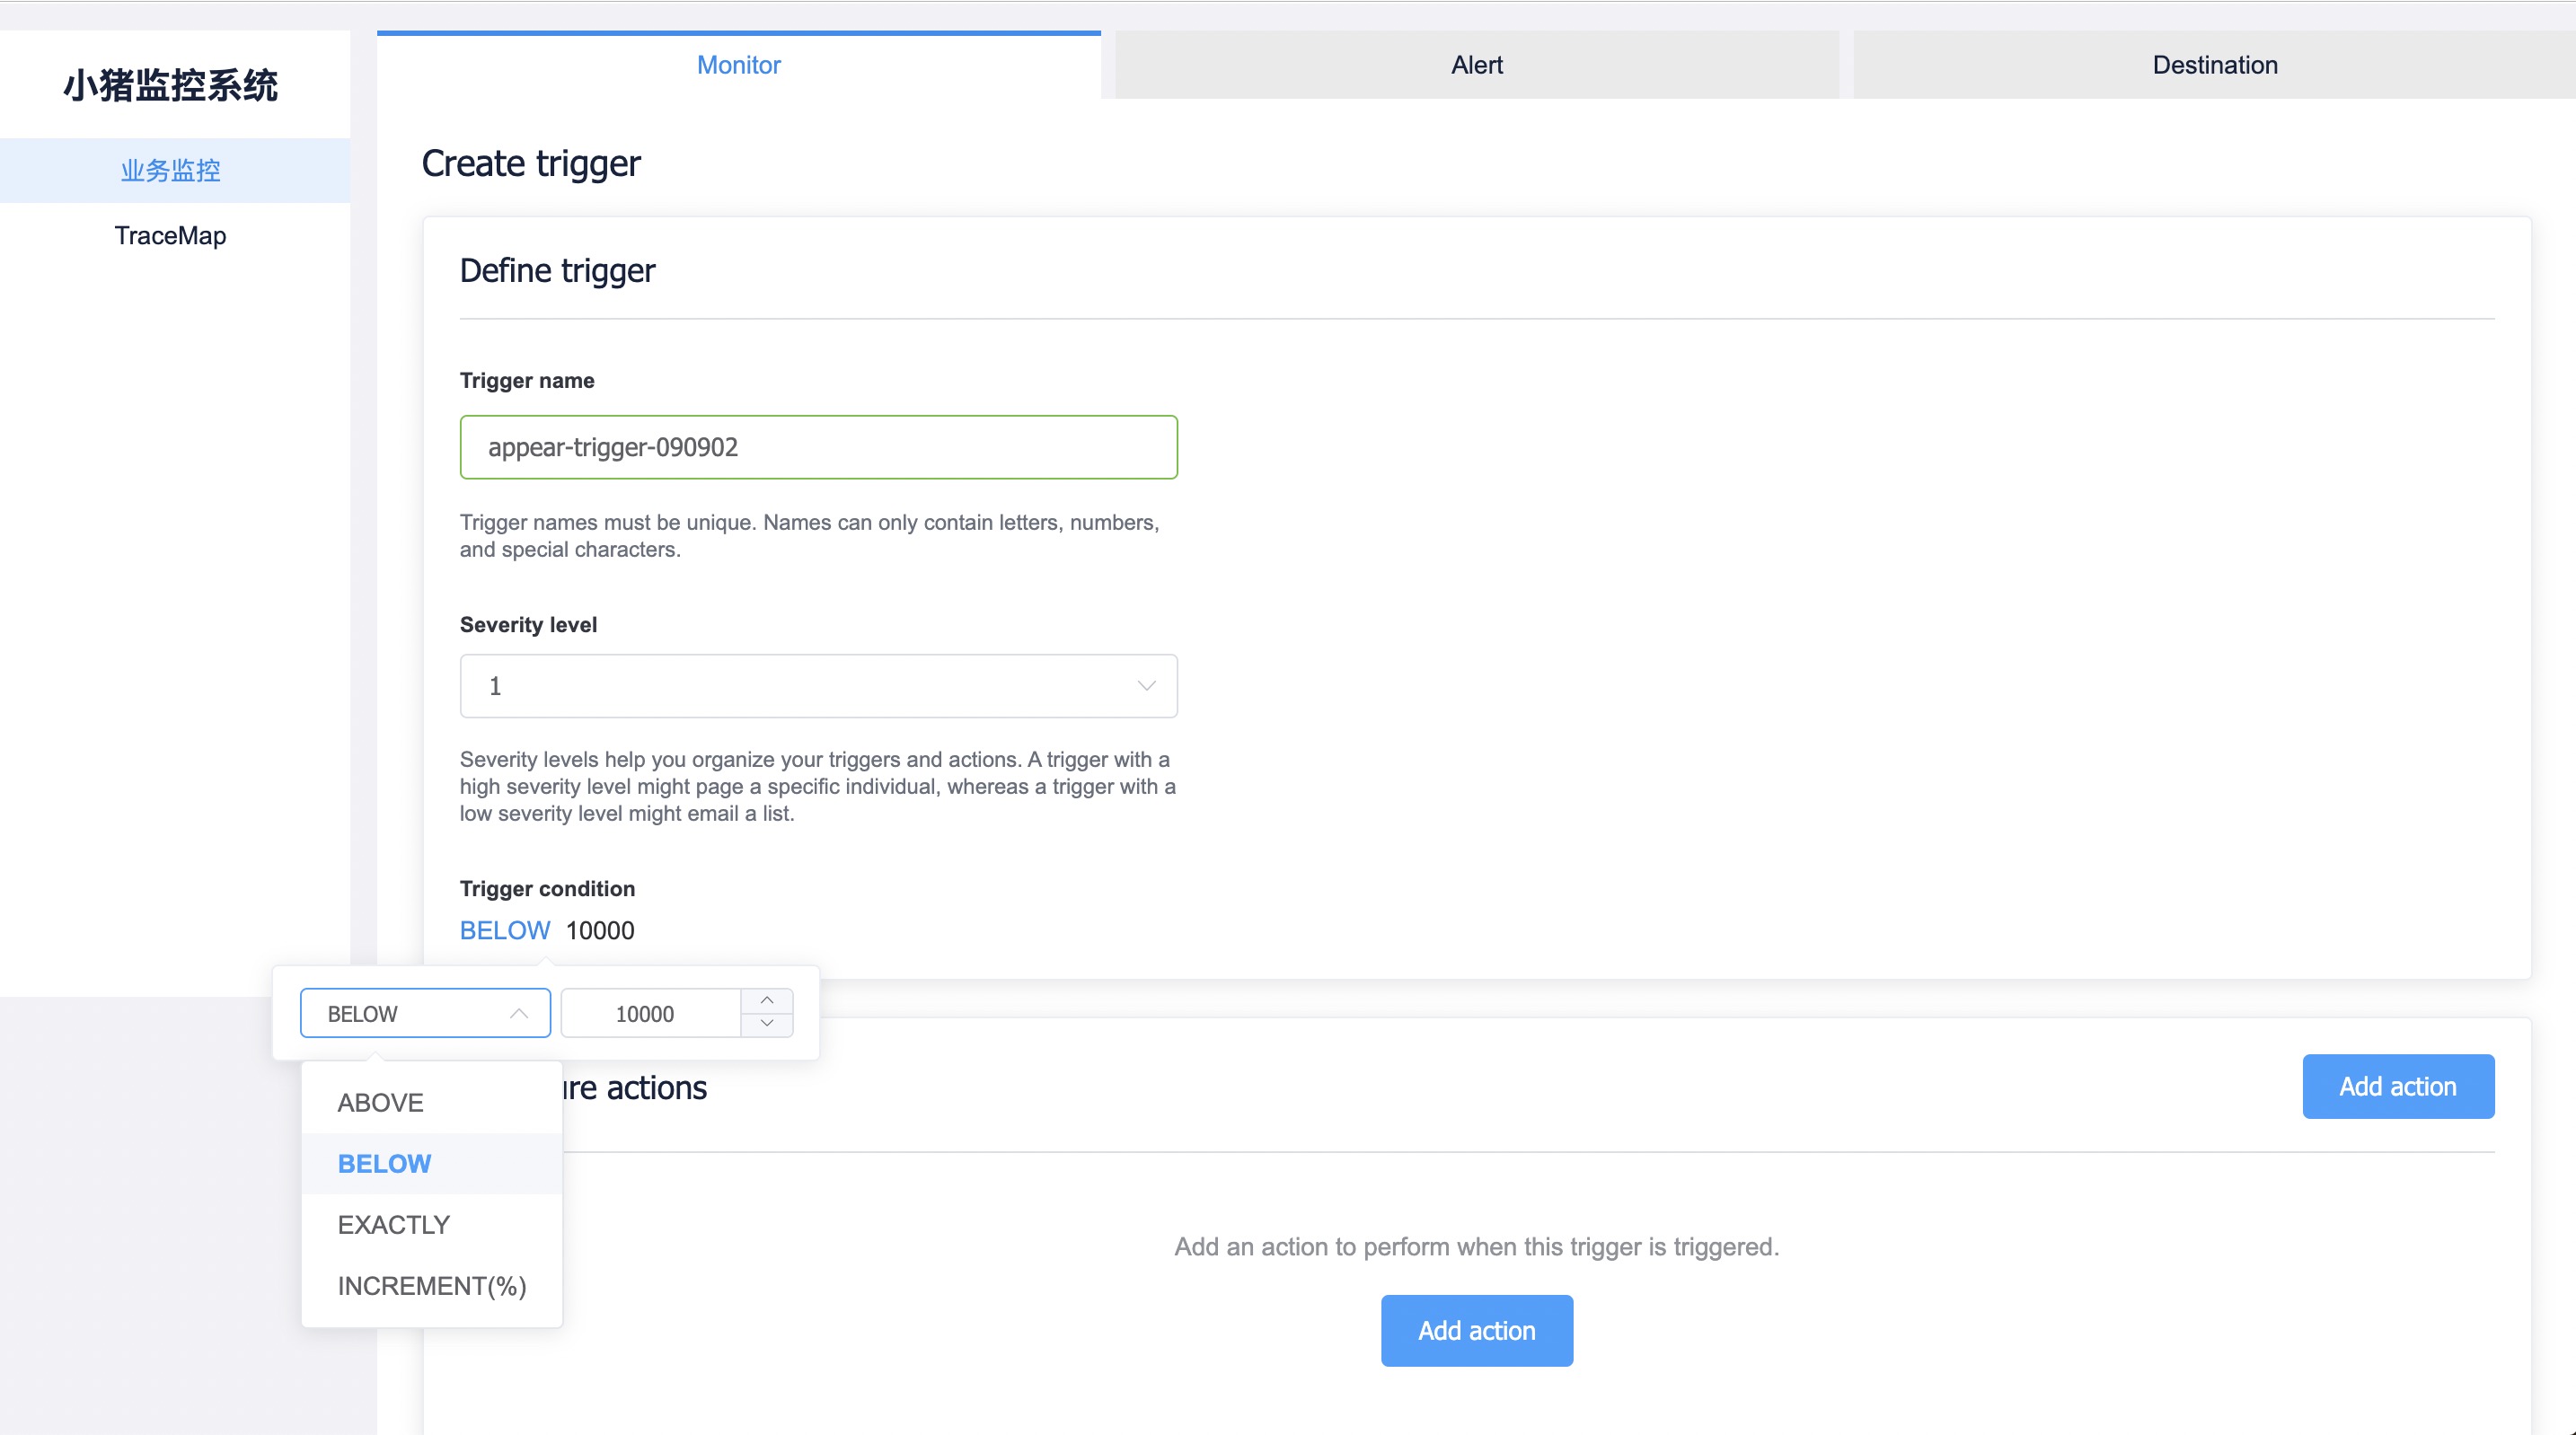 小猪监控系统
业务监控
TraceMap
Monitor
Alert
Destination
Create trigger
Define trigger
Trigger name
appear-trigger-090902
Trigger names must be unique. Names can only contain letters, numbers,
and special characters.
Severity level
1
Severity levels help you organize your triggers and actions. A trigger with a
high severity level might page a specific individual, whereas a trigger with a
low severity level might email a list.
Trigger condition
BELOW 10000
BELOW
10000
ABOVE
BELOW
EXACTLY
INCREMENT(%)
ure actions
Add action
Add an action to perform when this trigger is triggered.
Add action